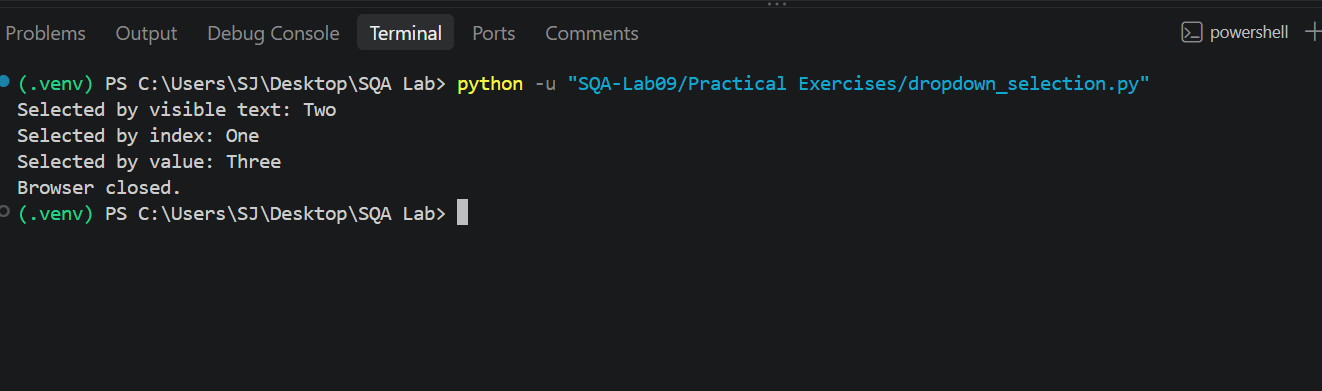 Problems Output Debug Console Terminal Ports Comments powershell
(.venv) PS C:\Users\SJ\Desktop\SQA Lab> python -u "SQA-Lab09/Practical Exercises/dropdown_selection.py"
Selected by visible text: Two
Selected by index: One
Selected by value: Three
Browser closed.
(.venv) PS C:\Users\SJ\Desktop\SQA Lab>